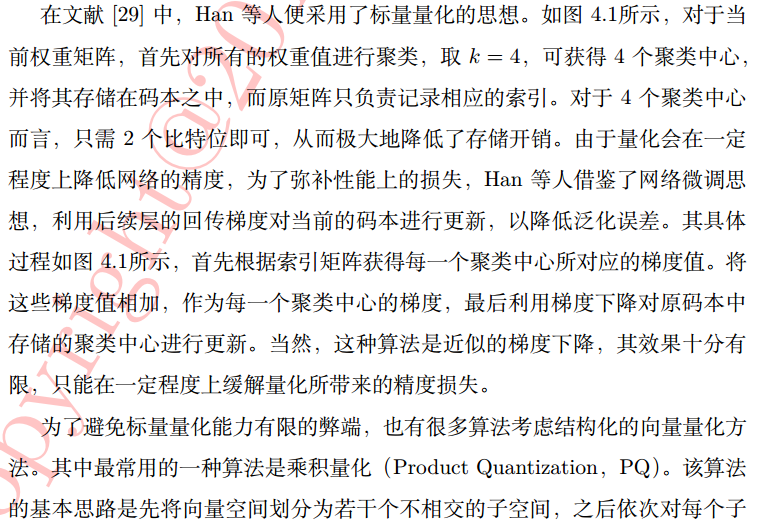 在文献 [29] 中，Han 等人便采用了标量量化的思想。如图 4.1所示，对于当
前权重矩阵，首先对所有的权重值进行聚类，取 k = 4，可获得 4 个聚类中心，
并将其存储在码本之中，而原矩阵只负责记录相应的索引。对于 4 个聚类中心
而言，只需 2 个比特位即可，从而极大地降低了存储开销。由于量化会在一定
程度上降低网络的精度，为了弥补性能上的损失，Han 等人借鉴了网络微调思
想，利用后续层的回传梯度对当前的码本进行更新，以降低泛化误差。其具体
过程如图 4.1所示，首先根据索引矩阵获得每一个聚类中心所对应的梯度值。将
这些梯度值相加，作为每一个聚类中心的梯度，最后利用梯度下降对原码本中
存储的聚类中心进行更新。当然，这种算法是近似的梯度下降，其效果十分有
限，只能在一定程度上缓解量化所带来的精度损失。
为了避免标量量化能力有限的弊端，也有很多算法考虑结构化的向量量化方
法。其中最常用的一种算法是乘积量化（Product Quantization，PQ）。该算法
的基本思路是先将向量空间划分为若干个不相交的子空间，之后依次对每个子
opyright@20